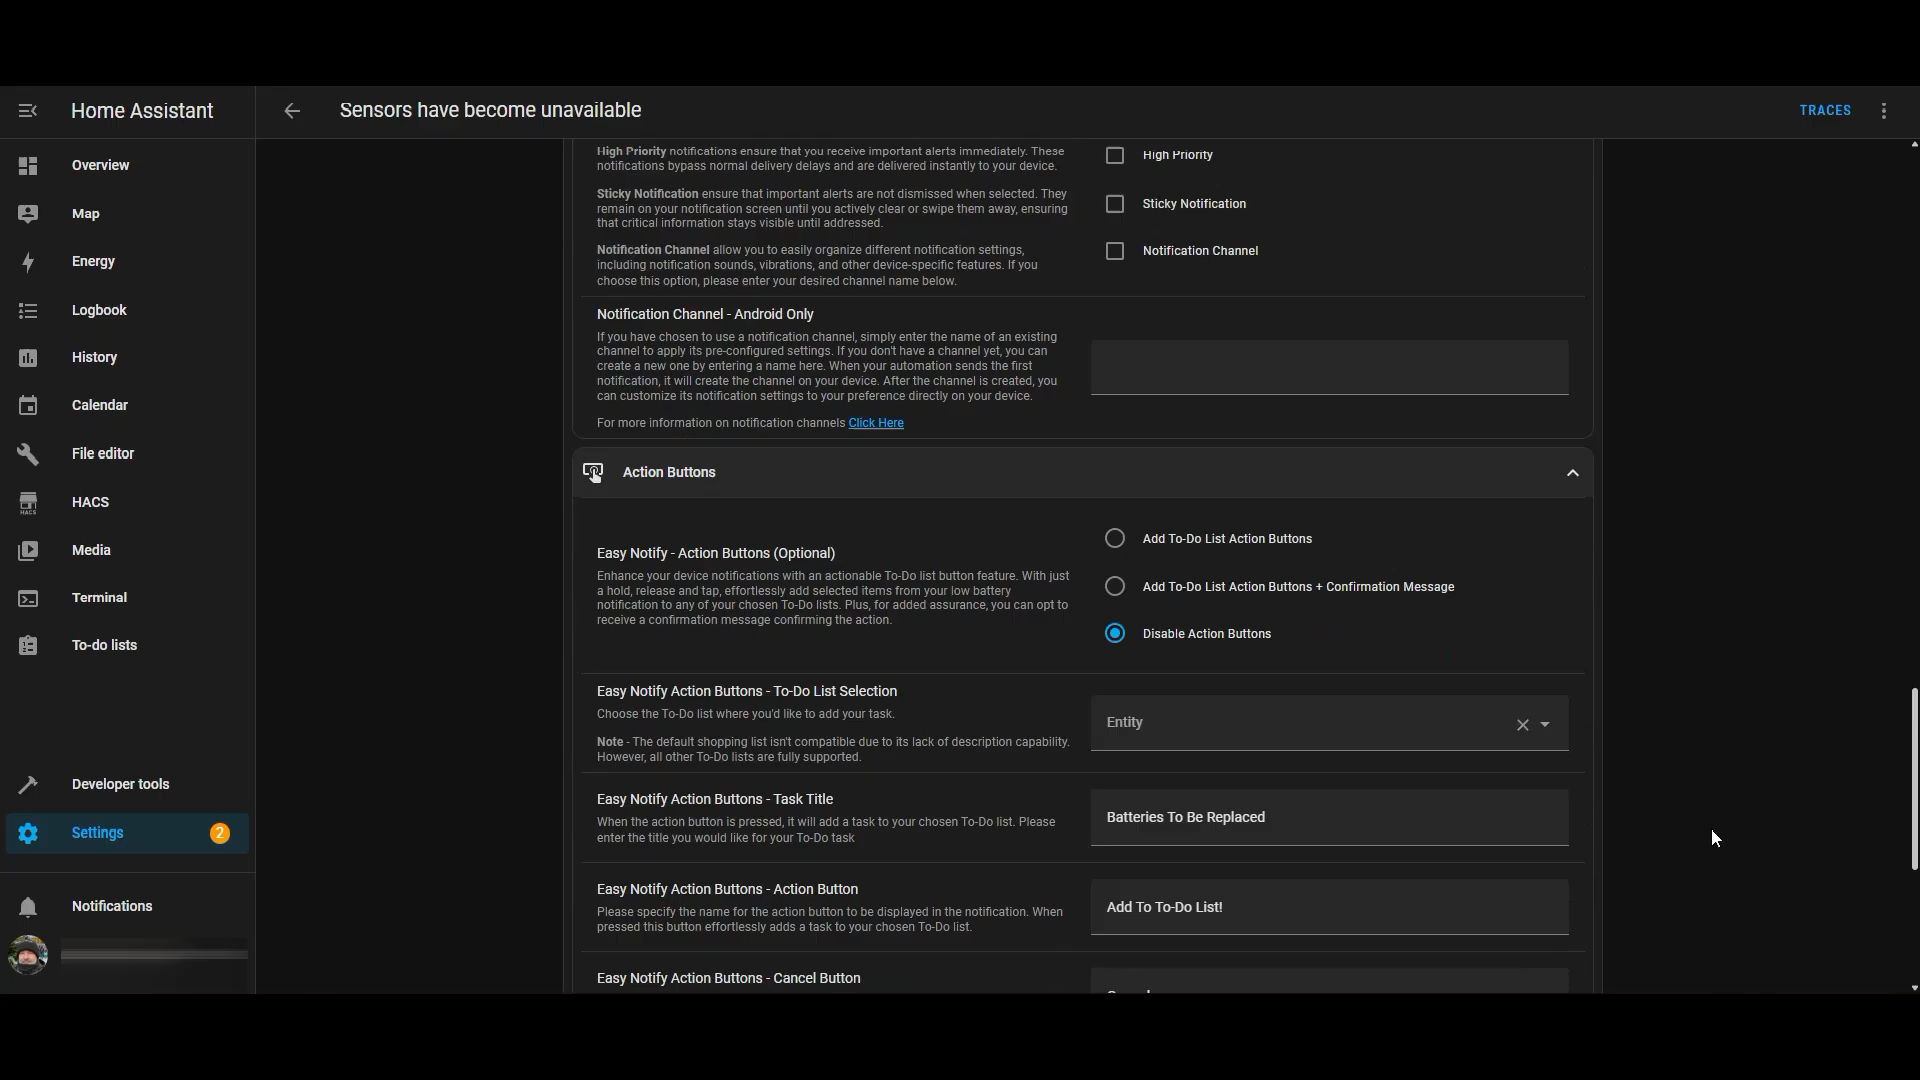 Home Assistant
Sensors have become unavailable
TRACES
Overview
Map
Energy
Logbook
History
Calendar
File editor
HACS
HACS
Media
Terminal
To-do lists
Developer tools
Settings
2
Notifications
High Priority notifications ensure that you receive important alerts immediately. These
notifications bypass normal delivery delays and are delivered instantly to your device.
Sticky Notification ensure that important alerts are not dismissed when selected. They
remain on your notification screen until you actively clear or swipe them away, ensuring
that critical information stays visible until addressed.
Notification Channel allow you to easily organize different notification settings,
including notification sounds, vibrations, and other device-specific features. If you
choose this option, please enter your desired channel name below.
High Priority
Sticky Notification
Notification Channel
Notification Channel - Android Only
If you have chosen to use a notification channel, simply enter the name of an existing
channel to apply its pre-configured settings. If you don't have a channel yet, you can
create a new one by entering a name here. When your automation sends the first
notification, it will create the channel on your device. After the channel is created, you
can customize its notification settings to your preference directly on your device.
For more information on notification channels Click Here
Action Buttons
Easy Notify - Action Buttons (Optional)
Enhance your device notifications with an actionable To-Do list button feature. With just
a hold, release and tap, effortlessly add selected items from your low battery
notification to any of your chosen To-Do lists. Plus, for added assurance, you can opt to
receive a confirmation message confirming the action.
Add To-Do List Action Buttons
Add To-Do List Action Buttons + Confirmation Message
Disable Action Buttons
Easy Notify Action Buttons - To-Do List Selection
Choose the To-Do list where you'd like to add your task.
Note - The default shopping list isn't compatible due to its lack of description capability.
However, all other To-Do lists are fully supported.
Entity
Easy Notify Action Buttons - Task Title
When the action button is pressed, it will add a task to your chosen To-Do list. Please
enter the title you would like for your To-Do task
Batteries To Be Replaced
Easy Notify Action Buttons - Action Button
Please specify the name for the action button to be displayed in the notification. When
pressed this button effortlessly adds a task to your chosen To-Do list.
Add To To-Do List!
Easy Notify Action Buttons - Cancel Button